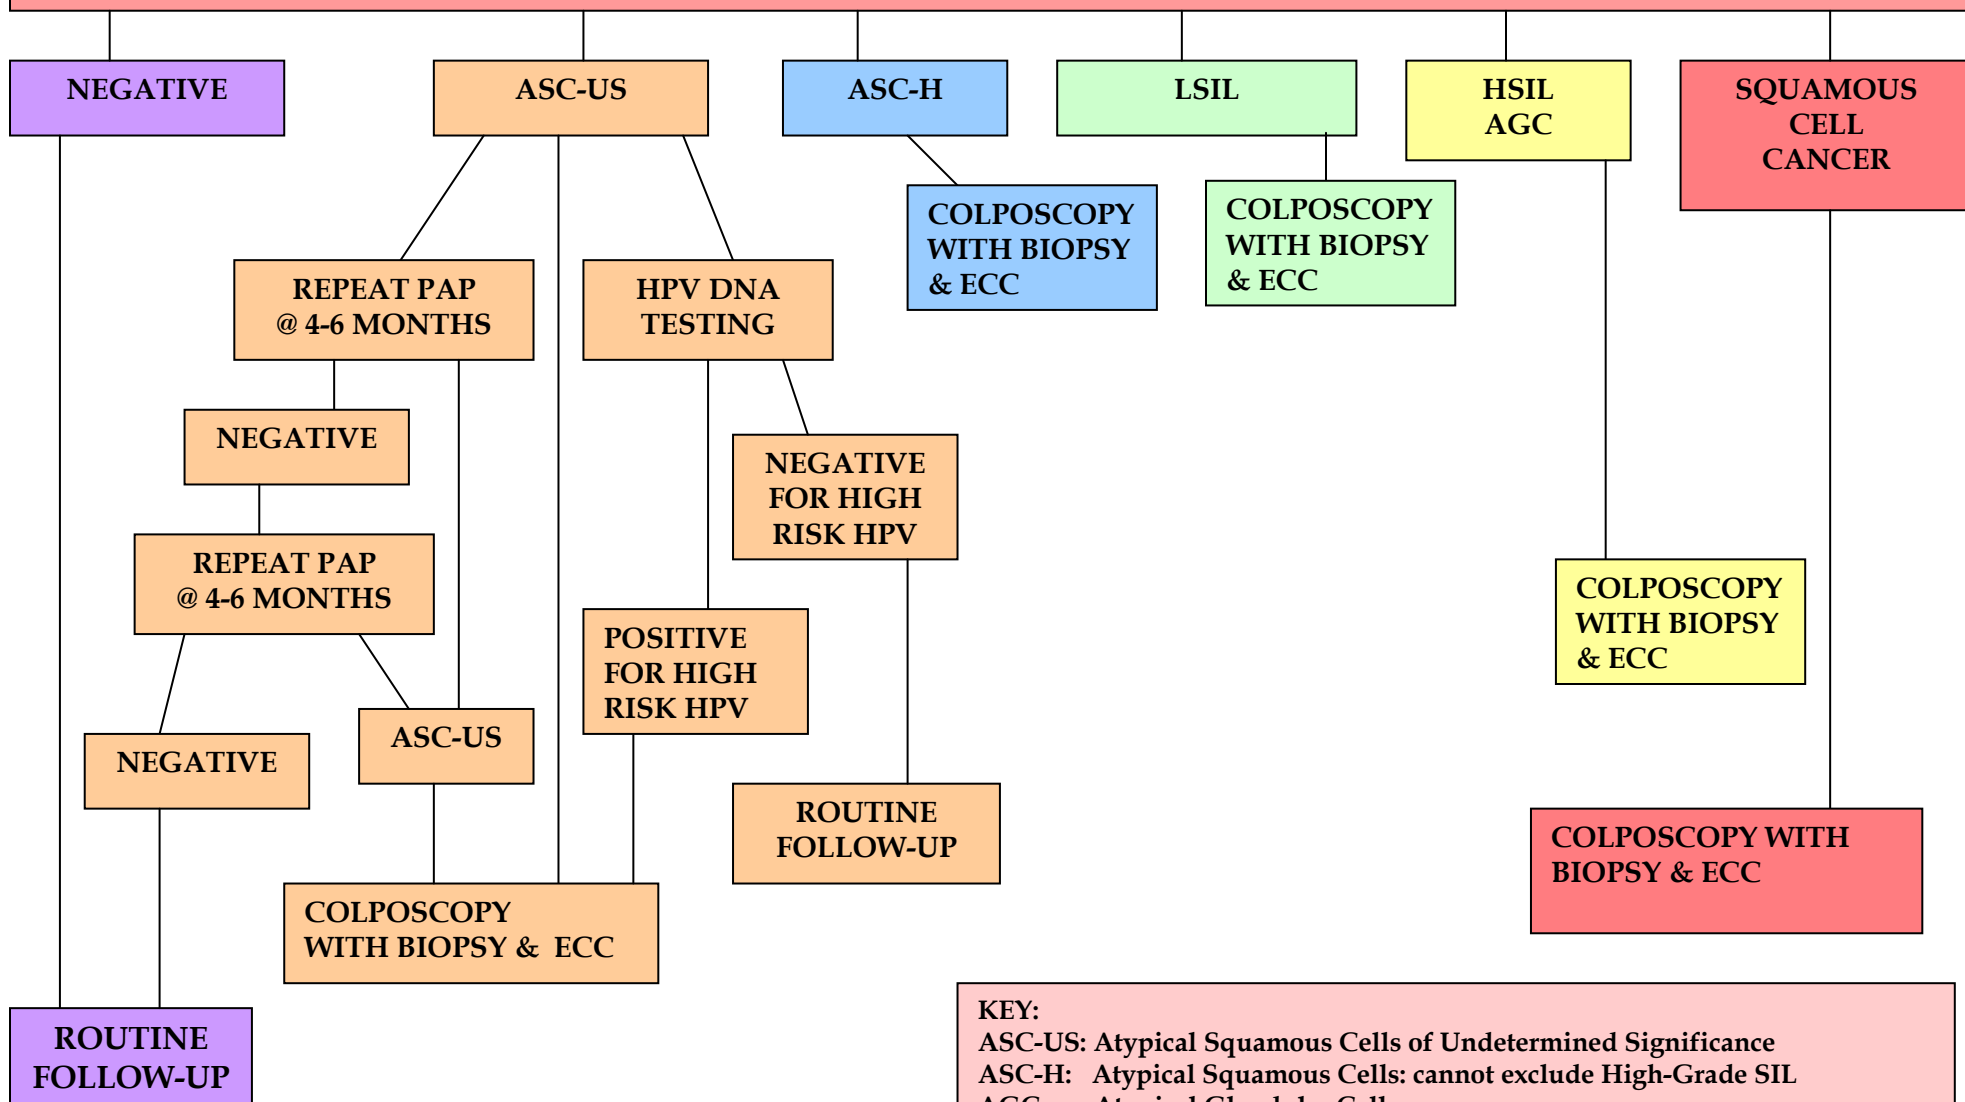 NEGATIVE
ASC-US
ASC-H
LSIL
HSIL
AGC
SQUAMOUS
CELL
CANCER
COLPOSCOPY
WITH BIOPSY
& ECC
COLPOSCOPY
WITH BIOPSY
& ECC
REPEAT PAP
@ 4-6 MONTHS
HPV DNA
TESTING
NEGATIVE
NEGATIVE
FOR HIGH
RISK HPV
REPEAT PAP
@ 4-6 MONTHS
COLPOSCOPY
WITH BIOPSY
& ECC
POSITIVE
FOR HIGH
RISK HPV
ASC-US
NEGATIVE
ROUTINE
FOLLOW-UP
COLPOSCOPY WITH
BIOPSY & ECC
COLPOSCOPY
WITH BIOPSY & ECC
ROUTINE
FOLLOW-UP
KEY:
ASC-US: Atypical Squamous Cells of Undetermined Significance
ASC-H: Atypical Squamous Cells: cannot exclude High-Grade SIL